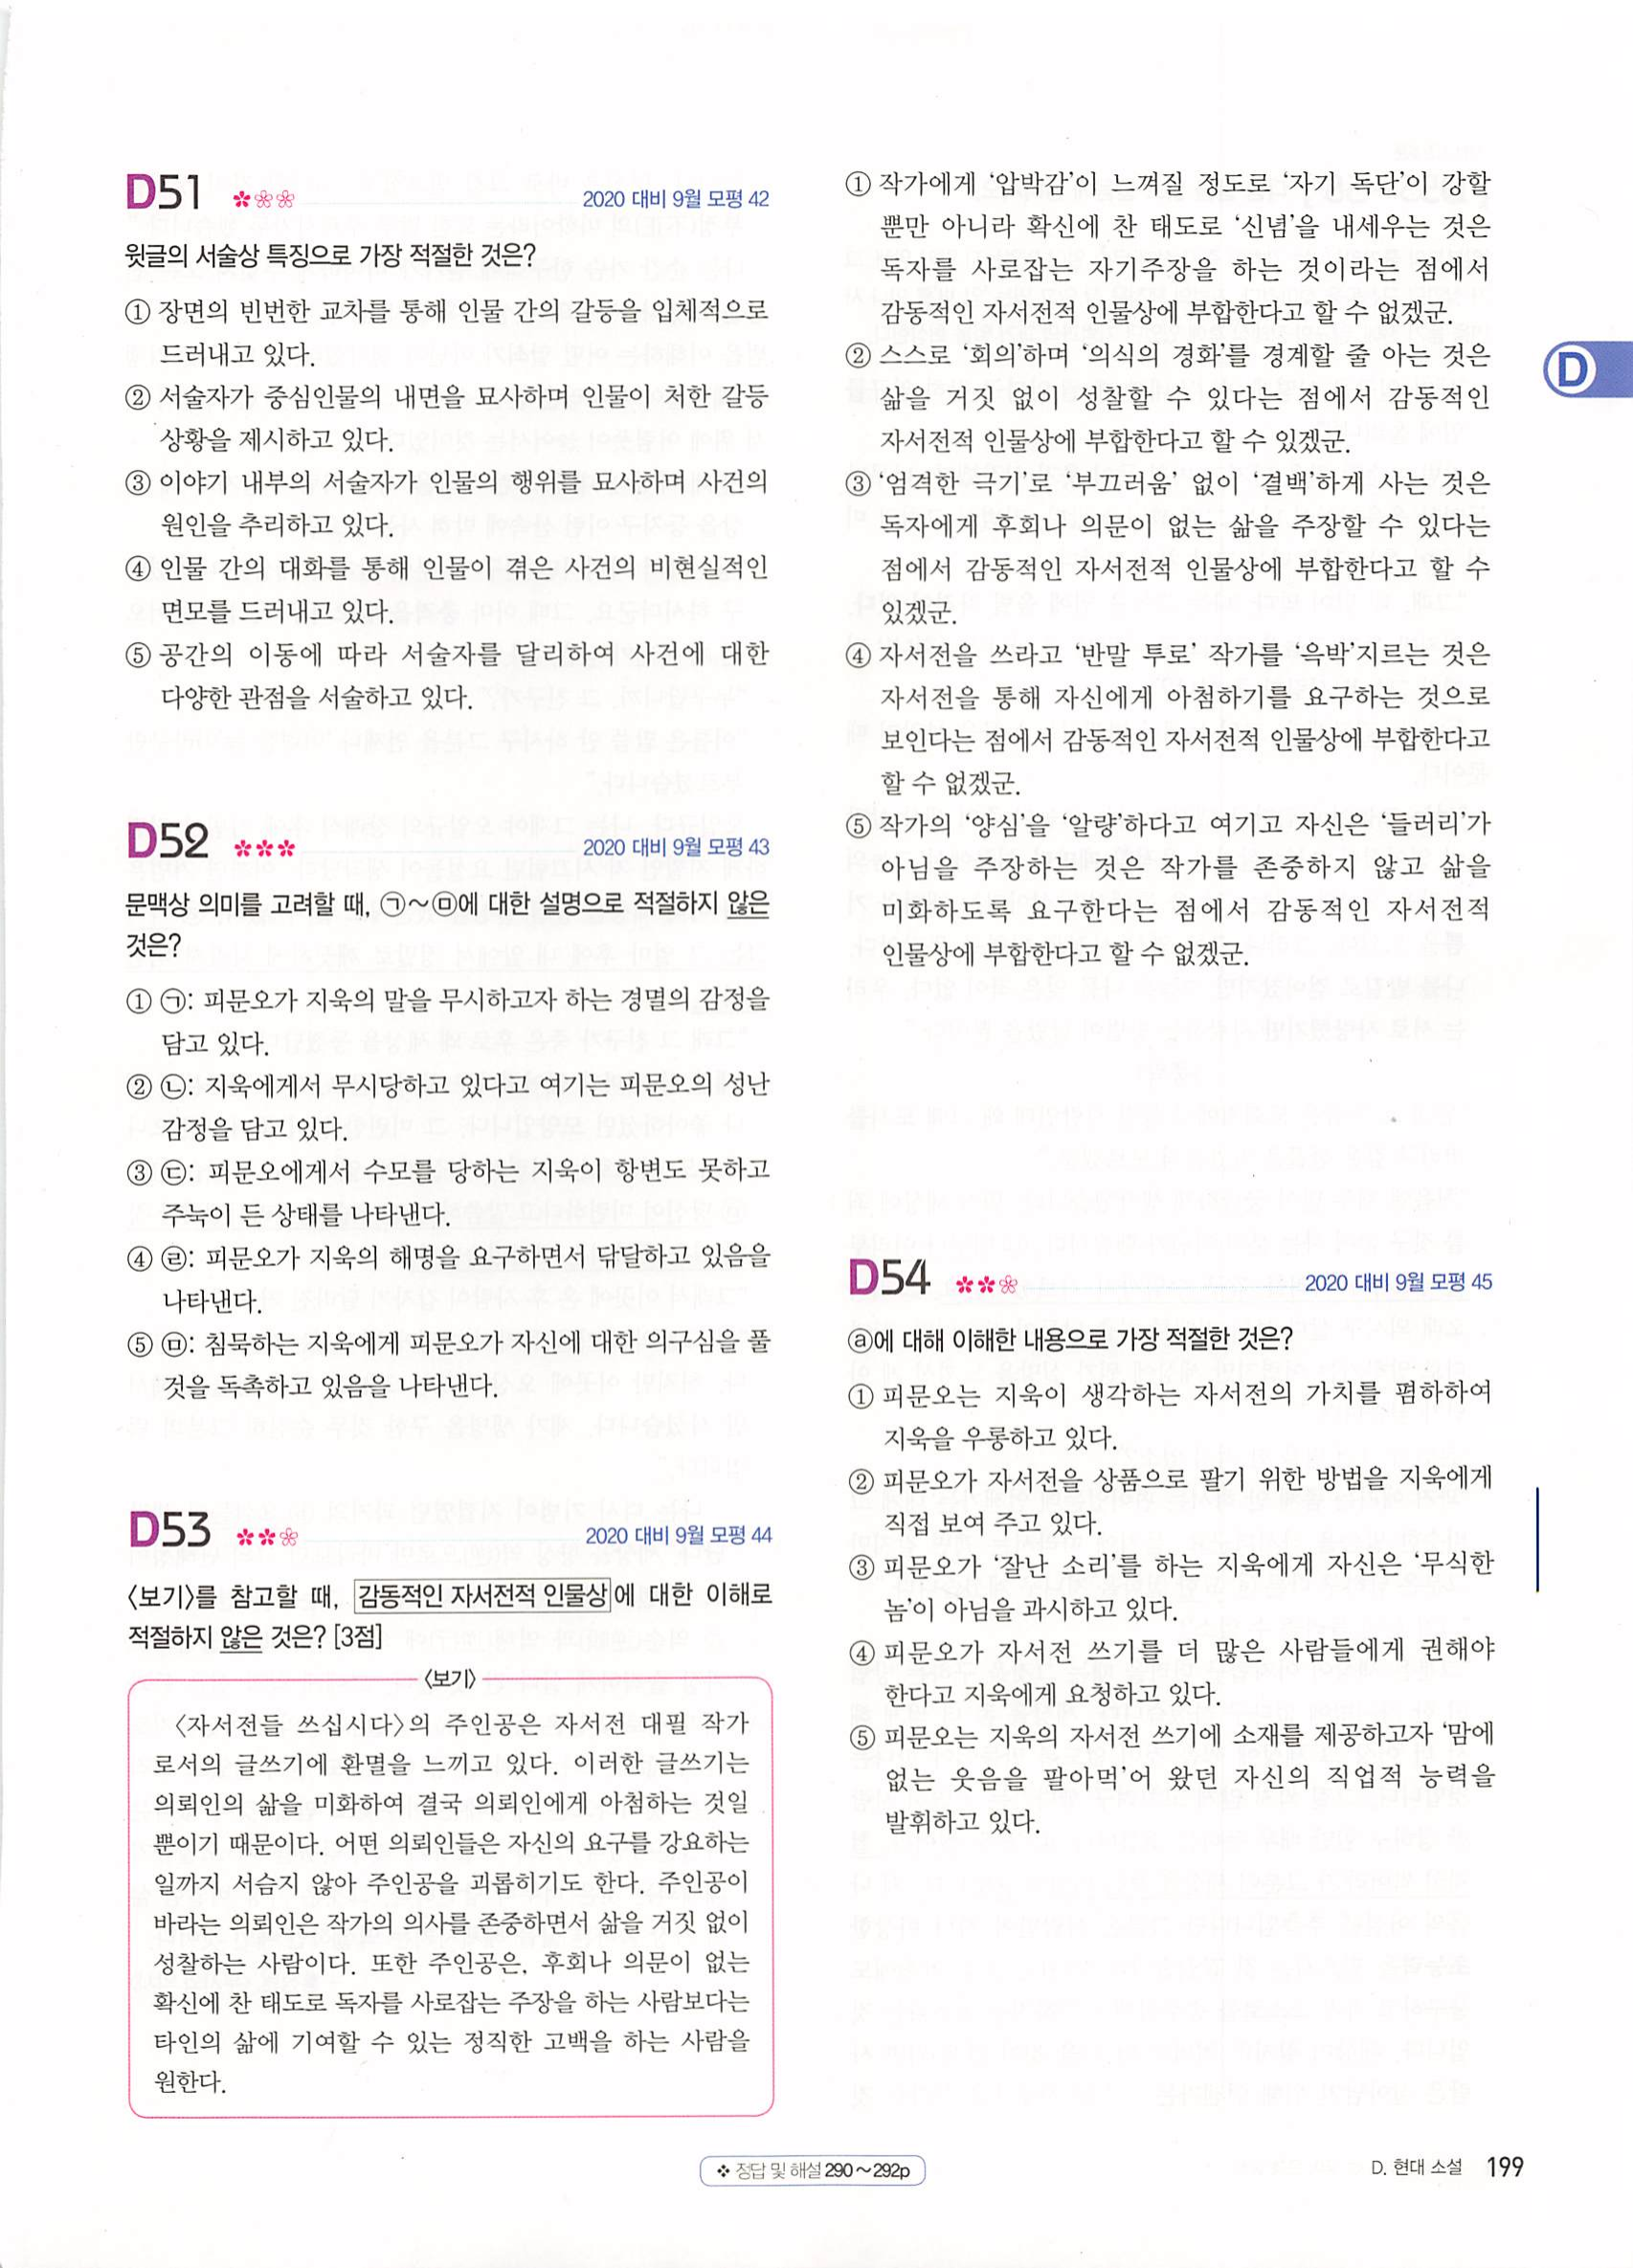 D51 2020 대비 9월 모평 42
윗글의 서술상 특징으로 가장 적절한 것은?
① 장면의 빈번한 교차를 통해 인물 간의 갈등을 입체적으로
드러내고 있다.
② 서술자가 중심인물의 내면을 묘사하며 인물이 처한 갈등
상황을 제시하고 있다.
③ 이야기 내부의 서술자가 인물의 행위를 묘사하며 사건의
원인을 추리하고 있다.
④ 인물 간의 대화를 통해 인물이 겪은 사건의 비현실적인
면모를 드러내고 있다.
⑤ 공간의 이동에 따라 서술자를 달리하여 사건에 대한
다양한 관점을 서술하고 있다.
D52 2020 대비 9월 모평 43
문맥상 의미를 고려할 때, ㉠~㉤에 대한 설명으로 적절하지 않은
것은?
① ㉠: 피문오가 지욱의 말을 무시하고자 하는 경멸의 감정을
담고 있다.
② ㉡: 지욱에게서 무시당하고 있다고 여기는 피문오의 성난
감정을 담고 있다.
③ ㉢: 피문오에게서 수모를 당하는 지욱이 항변도 못하고
주눅이 든 상태를 나타낸다.
④ ㉣: 피문오가 지욱의 해명을 요구하면서 닦달하고 있음을
나타낸다.
⑤ ㉤: 침묵하는 지욱에게 피문오가 자신에 대한 의구심을 풀
것을 독촉하고 있음을 나타낸다.
D53 2020 대비 9월 모평 44
〈보기〉를 참고할 때, 감동적인 자서전적 인물상에 대한 이해로
적절하지 않은 것은? [3점]
〈보기〉
〈자서전들 쓰십시다〉의 주인공은 자서전 대필 작가
로서의 글쓰기에 환멸을 느끼고 있다. 이러한 글쓰기는
의뢰인의 삶을 미화하여 결국 의뢰인에게 아첨하는 것일
뿐이기 때문이다. 어떤 의뢰인들은 자신의 요구를 강요하는
일까지 서슴지 않아 주인공을 괴롭히기도 한다. 주인공이
바라는 의뢰인은 작가의 의사를 존중하면서 삶을 거짓 없이
성찰하는 사람이다. 또한 주인공은, 후회나 의문이 없는
확신에 찬 태도로 독자를 사로잡는 주장을 하는 사람보다는
타인의 삶에 기여할 수 있는 정직한 고백을 하는 사람을
원한다.
① 작가에게 ‘압박감’이 느껴질 정도로 ‘자기 독단’이 강할
뿐만 아니라 확신에 찬 태도로 ‘신념’을 내세우는 것은
독자를 사로잡는 자기주장을 하는 것이라는 점에서
감동적인 자서전적 인물상에 부합한다고 할 수 없겠군.
② 스스로 ‘회의’하며 ‘의식의 경화’를 경계할 줄 아는 것은
삶을 거짓 없이 성찰할 수 있다는 점에서 감동적인
자서전적 인물상에 부합한다고 할 수 있겠군.
③ ‘엄격한 극기’로 ‘부끄러움’ 없이 ‘결백’하게 사는 것은
독자에게 후회나 의문이 없는 삶을 주장할 수 있다는
점에서 감동적인 자서전적 인물상에 부합한다고 할 수
있겠군.
④ 자서전을 쓰라고 ‘반말 투로’ 작가를 ‘윽박’지르는 것은
자서전을 통해 자신에게 아첨하기를 요구하는 것으로
보인다는 점에서 감동적인 자서전적 인물상에 부합한다고
할 수 없겠군.
⑤ 작가의 ‘양심’을 ‘알량’하다고 여기고 자신은 ‘들러리’가
아님을 주장하는 것은 작가를 존중하지 않고 삶을
미화하도록 요구한다는 점에서 감동적인 자서전적
인물상에 부합한다고 할 수 없겠군.
D54 2020 대비 9월 모평 45
ⓐ에 대해 이해한 내용으로 가장 적절한 것은?
① 피문오는 지욱이 생각하는 자서전의 가치를 폄하하여
지욱을 우롱하고 있다.
② 피문오가 자서전을 상품으로 팔기 위한 방법을 지욱에게
직접 보여 주고 있다.
③ 피문오가 ‘잘난 소리’를 하는 지욱에게 자신은 ‘무식한
놈’이 아님을 과시하고 있다.
④ 피문오가 자서전 쓰기를 더 많은 사람들에게 권해야
한다고 지욱에게 요청하고 있다.
⑤ 피문오는 지욱의 자서전 쓰기에 소재를 제공하고자 ‘맘에
없는 웃음을 팔아먹’어 왔던 자신의 직업적 능력을
발휘하고 있다.
D
❖ 정답 및 해설 290~292p
D. 현대 소설 199